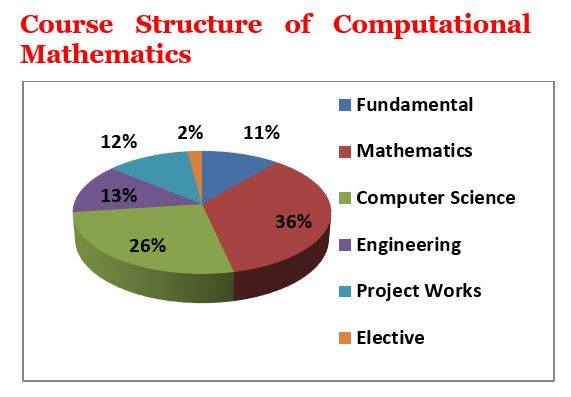 Course Structure of Computational
Mathematics
12%
2%
11%
13%
36%
26%
Fundamental
Mathematics
Computer Science
Engineering
Project Works
Elective